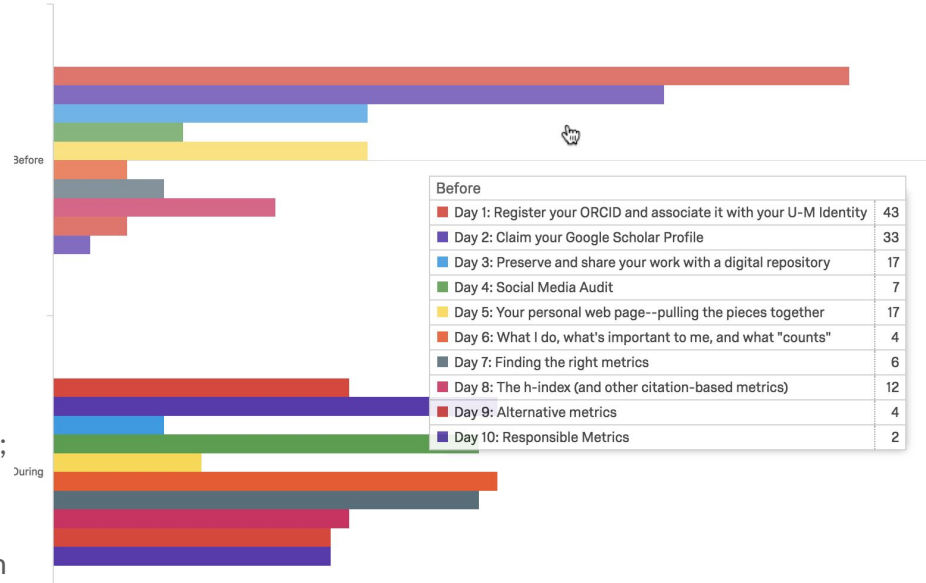 Before
Before
Day 1: Register your ORCID and associate it with your U-M Identity 43
Day 2: Claim your Google Scholar Profile 33
Day 3: Preserve and share your work with a digital repository 17
Day 4: Social Media Audit 7
Day 5: Your personal web page--pulling the pieces together 17
Day 6: What I do, what's important to me, and what "counts" 4
Day 7: Finding the right metrics 6
Day 8: The h-index (and other citation-based metrics) 12
Day 9: Alternative metrics 4
Day 10: Responsible Metrics 2
;
During